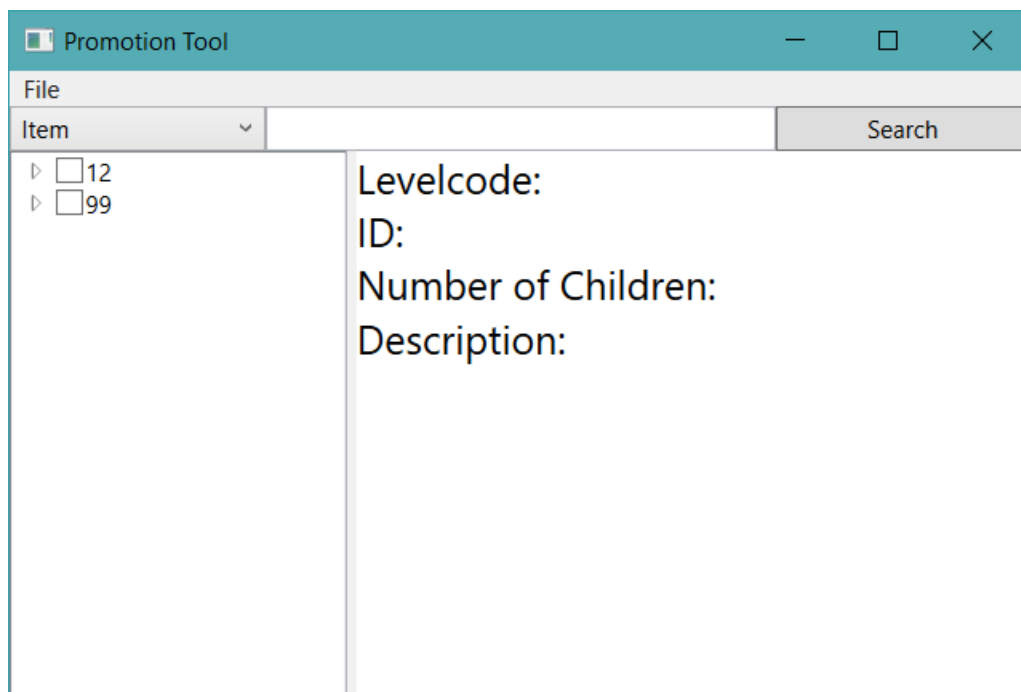 Promotion Tool
File
Item Search
12
99
Levelcode:
ID:
Number of Children:
Description: